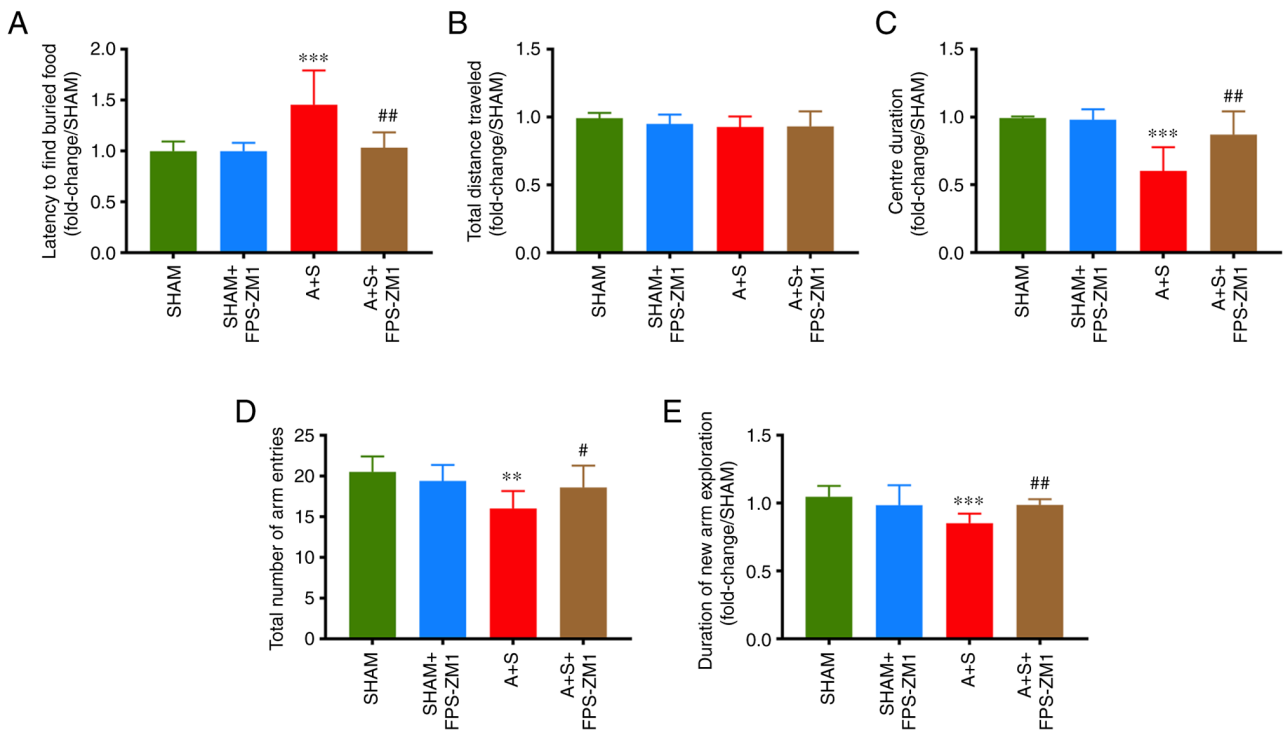 A
Latency to find buried food
(fold-change/SHAM)
2.0
1.5
1.0
0.5
0.0
***
##
SHAM
SHAM+
FPS-ZM1
A+S
A+S+
FPS-ZM1
B
Total distance traveled
(fold-change/SHAM)
1.5
1.0
0.5
0.0
SHAM
SHAM+
FPS-ZM1
A+S
A+S+
FPS-ZM1
C
Centre duration
(fold-change/SHAM)
1.5
1.0
0.5
0.0
***
##
SHAM
SHAM+
FPS-ZM1
A+S
A+S+
FPS-ZM1
D
Total number of arm entries
25
20
15
10
5
0
**
#
SHAM
SHAM+
FPS-ZM1
A+S
A+S+
FPS-ZM1
E
Duration of new arm exploration
(fold-change/SHAM)
1.5
1.0
0.5
0.0
***
##
SHAM
SHAM+
FPS-ZM1
A+S
A+S+
FPS-ZM1